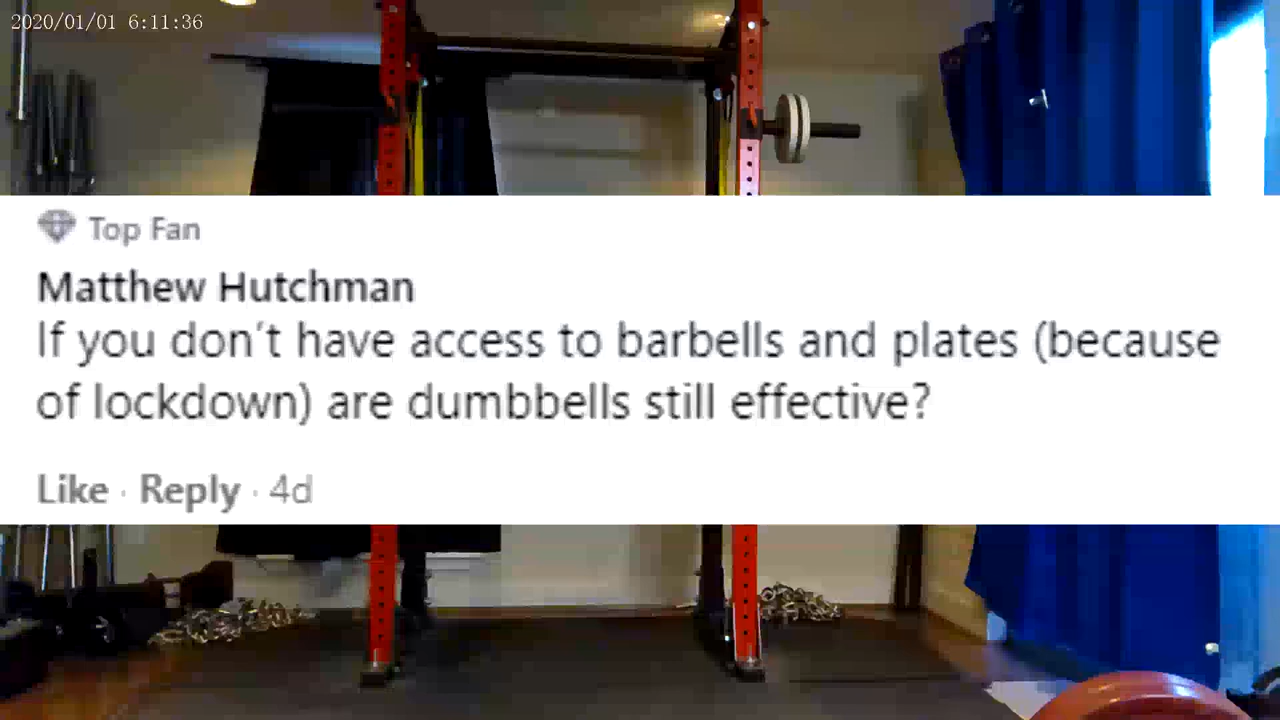 2020/01/01 6:11:36
Top Fan
Matthew Hutchman
If you don't have access to barbells and plates (because
of lockdown) are dumbbells still effective?
Like · Reply · 4d